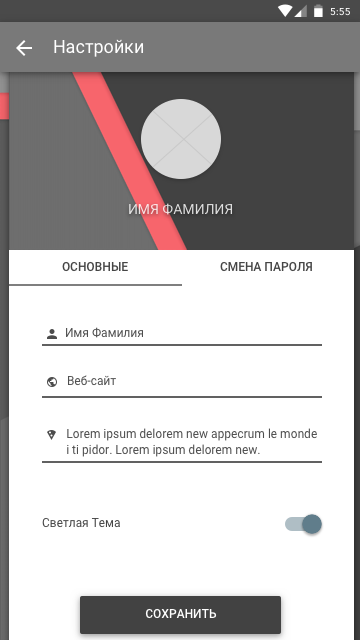 5:55
Настройки
ИМЯ ФАМИЛИЯ
ОСНОВНЫЕ
СМЕНА ПАРОЛЯ
Имя Фамилия
Веб-сайт
Lorem ipsum delorem new appecrum le monde
i ti pidor. Lorem ipsum delorem new.
Светлая Тема
СОХРАНИТЬ